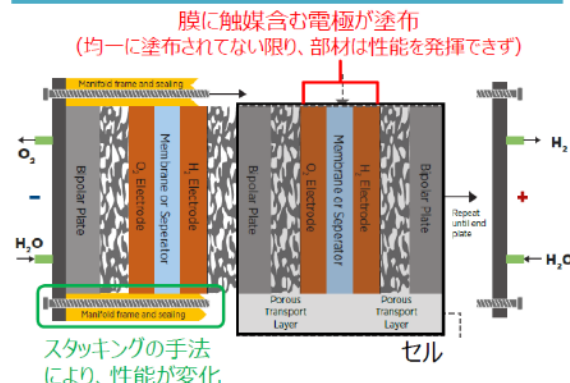 膜に触媒含む電極が塗布
（均一に塗布されてない限り、部材は性能を発揮できず）
Manifold frame and sealing
O₂
−
H₂O
Bipolar Plate
O₂ Electrode
Membrane or Seperator
H₂ Electrode
Bipolar Plate
O₂ Electrode
Membrane or Seperator
H₂ Electrode
Bipolar Plate
Repeat
until end
plate
H₂
+
H₂O
Porous
Transport
Layer
Porous
Transport
Layer
Manifold frame and sealing
セル
スタッキングの手法
により、性能が変化